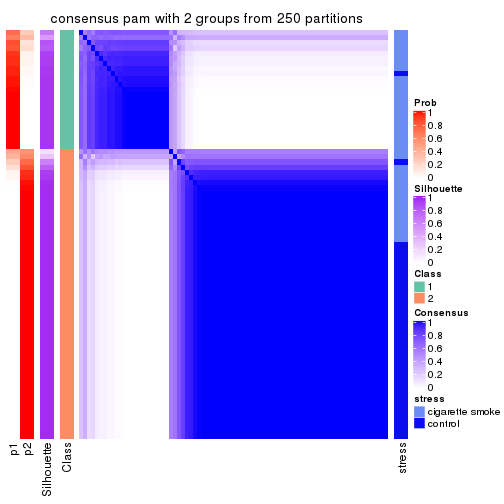 consensus pam with 2 groups from 250 partitions
Prob
1
0.8
0.6
0.4
0.2
0
Silhouette
1
0.8
0.6
0.4
0.2
0
Class
1
2
Consensus
1
0.8
0.6
0.4
0.2
0
stress
cigarette smoke
control
p1
p2
Silhouette
Class
stress